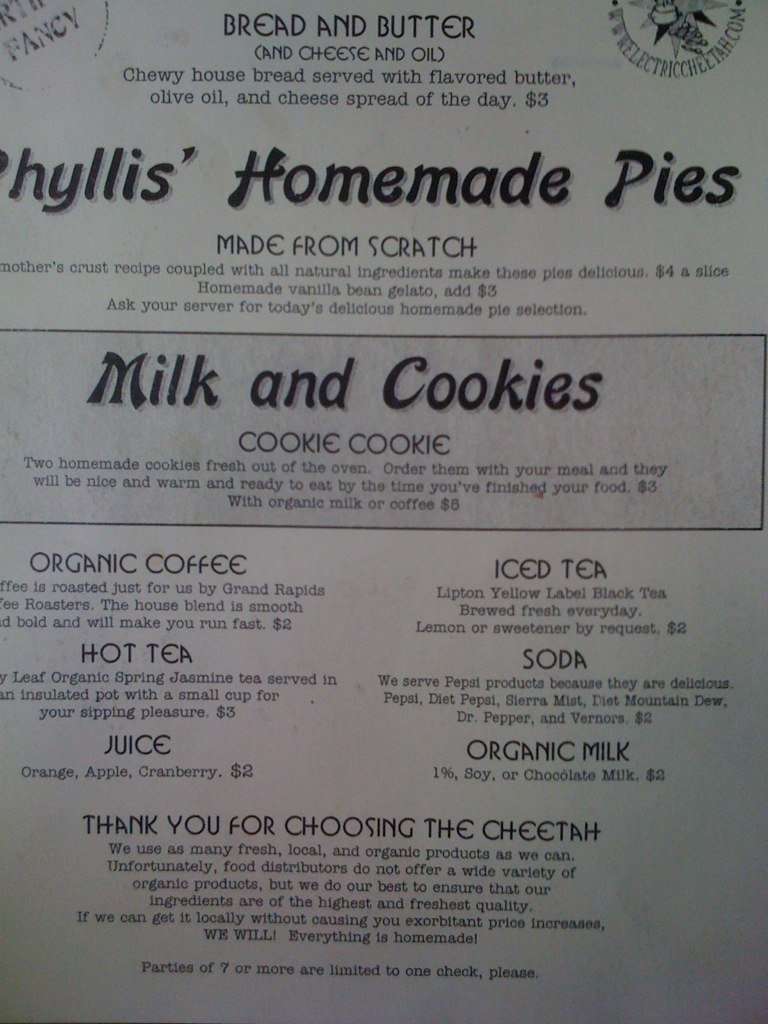 FANCY
WWW.ELECTRICCHEETAH.COM
BREAD AND BUTTER
(AND CHEESE AND OIL)
Chewy house bread served with flavored butter,
olive oil, and cheese spread of the day. $3
Phyllis' Homemade Pies
MADE FROM SCRATCH
mother's crust recipe coupled with all natural ingredients make these pies delicious. $4 a slice
Homemade vanilla bean gelato, add $3
Ask your server for today's delicious homemade pie selection.
Milk and Cookies
COOKIE COOKIE
Two homemade cookies fresh out of the oven. Order them with your meal and they
will be nice and warm and ready to eat by the time you've finished your food. $3
With organic milk or coffee $5
ORGANIC COFFEE
ffee is roasted just for us by Grand Rapids
fee Roasters. The house blend is smooth
d bold and will make you run fast. $2
HOT TEA
y Leaf Organic Spring Jasmine tea served in
an insulated pot with a small cup for
your sipping pleasure. $3
JUICE
Orange, Apple, Cranberry. $2
ICED TEA
Lipton Yellow Label Black Tea
Brewed fresh everyday.
Lemon or sweetener by request. $2
SODA
We serve Pepsi products because they are delicious.
Pepsi, Diet Pepsi, Sierra Mist, Diet Mountain Dew,
Dr. Pepper, and Vernors. $2
ORGANIC MILK
1%, Soy, or Chocolate Milk. $2
THANK YOU FOR CHOOSING THE CHEETAH
We use as many fresh, local, and organic products as we can.
Unfortunately, food distributors do not offer a wide variety of
organic products, but we do our best to ensure that our
ingredients are of the highest and freshest quality.
If we can get it locally without causing you exorbitant price increases,
WE WILL! Everything is homemade!
Parties of 7 or more are limited to one check, please.